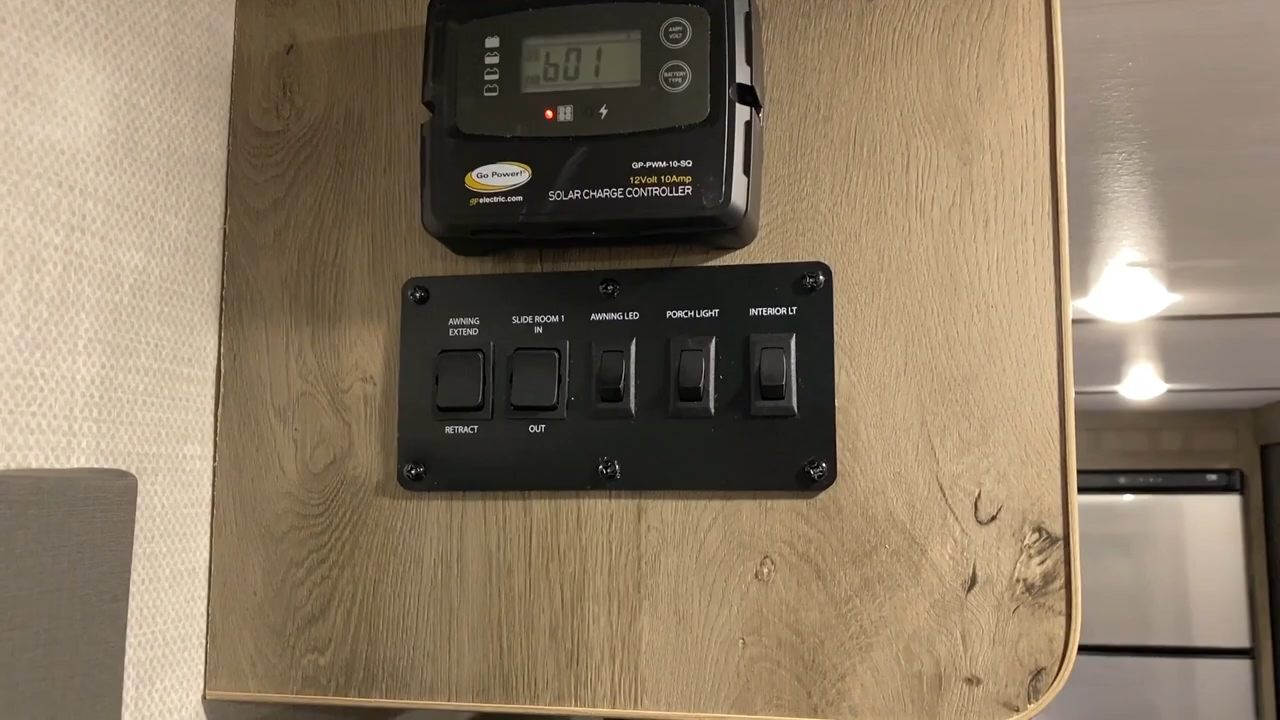 AMP/
VOLT
b01
BATTERY
TYPE
GP-PWM-10-SQ
Go Power!
12Volt 10Amp
SOLAR CHARGE CONTROLLER
gpelectric.com
AWNING
EXTEND
SLIDE ROOM 1
IN
AWNING LED
PORCH LIGHT
INTERIOR LT
RETRACT
OUT